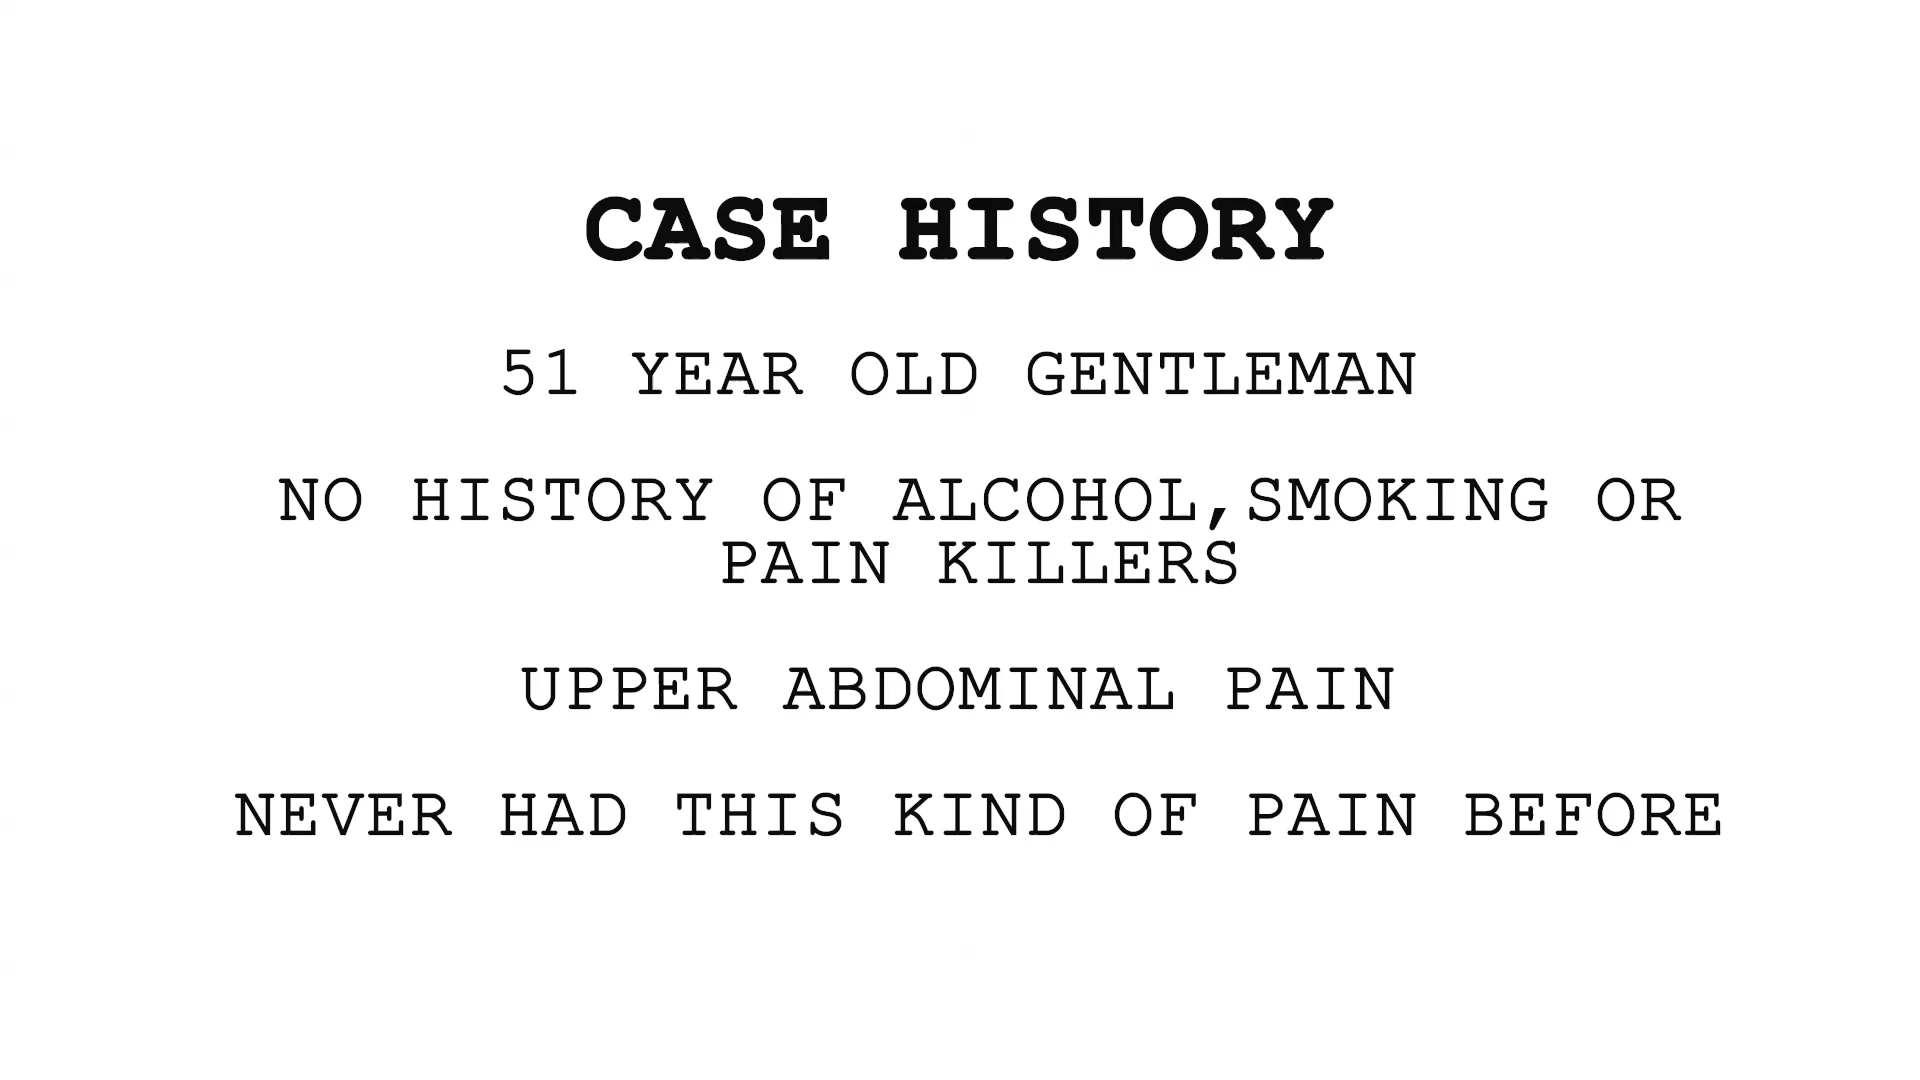 CASE HISTORY
51 YEAR OLD GENTLEMAN
NO HISTORY OF ALCOHOL,SMOKING OR
PAIN KILLERS
UPPER ABDOMINAL PAIN
NEVER HAD THIS KIND OF PAIN BEFORE